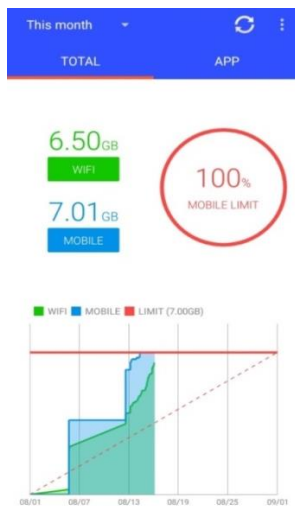 This month
TOTAL APP
6.50GB
WIFI
7.01GB
MOBILE
100%
MOBILE LIMIT
WIFI MOBILE LIMIT (7.00GB)
08/01 08/07 08/13 08/19 08/25 09/01